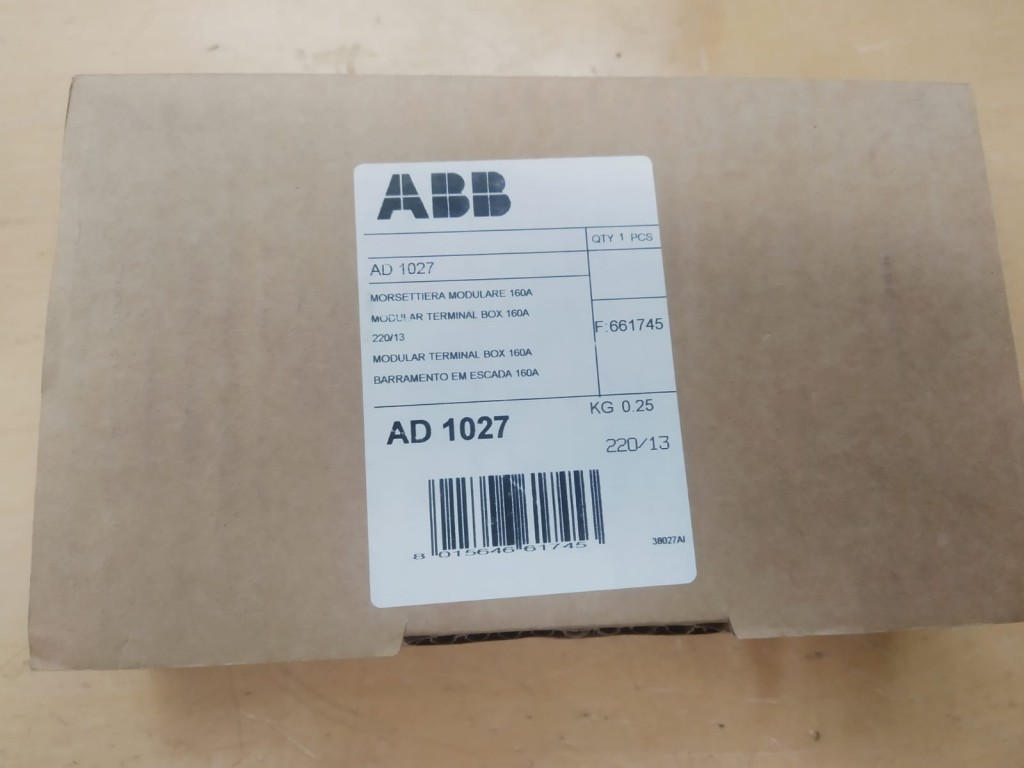 ABB
QTY 1 PCS
AD 1027
MORSETTIERA MODULARE 160A
MODULAR TERMINAL BOX 160A
220/13
MODULAR TERMINAL BOX 160A
BARRAMENTO EM ESCADA 160A
F:661745
KG 0.25
AD 1027
220/13
8 015646 661745
38027AI